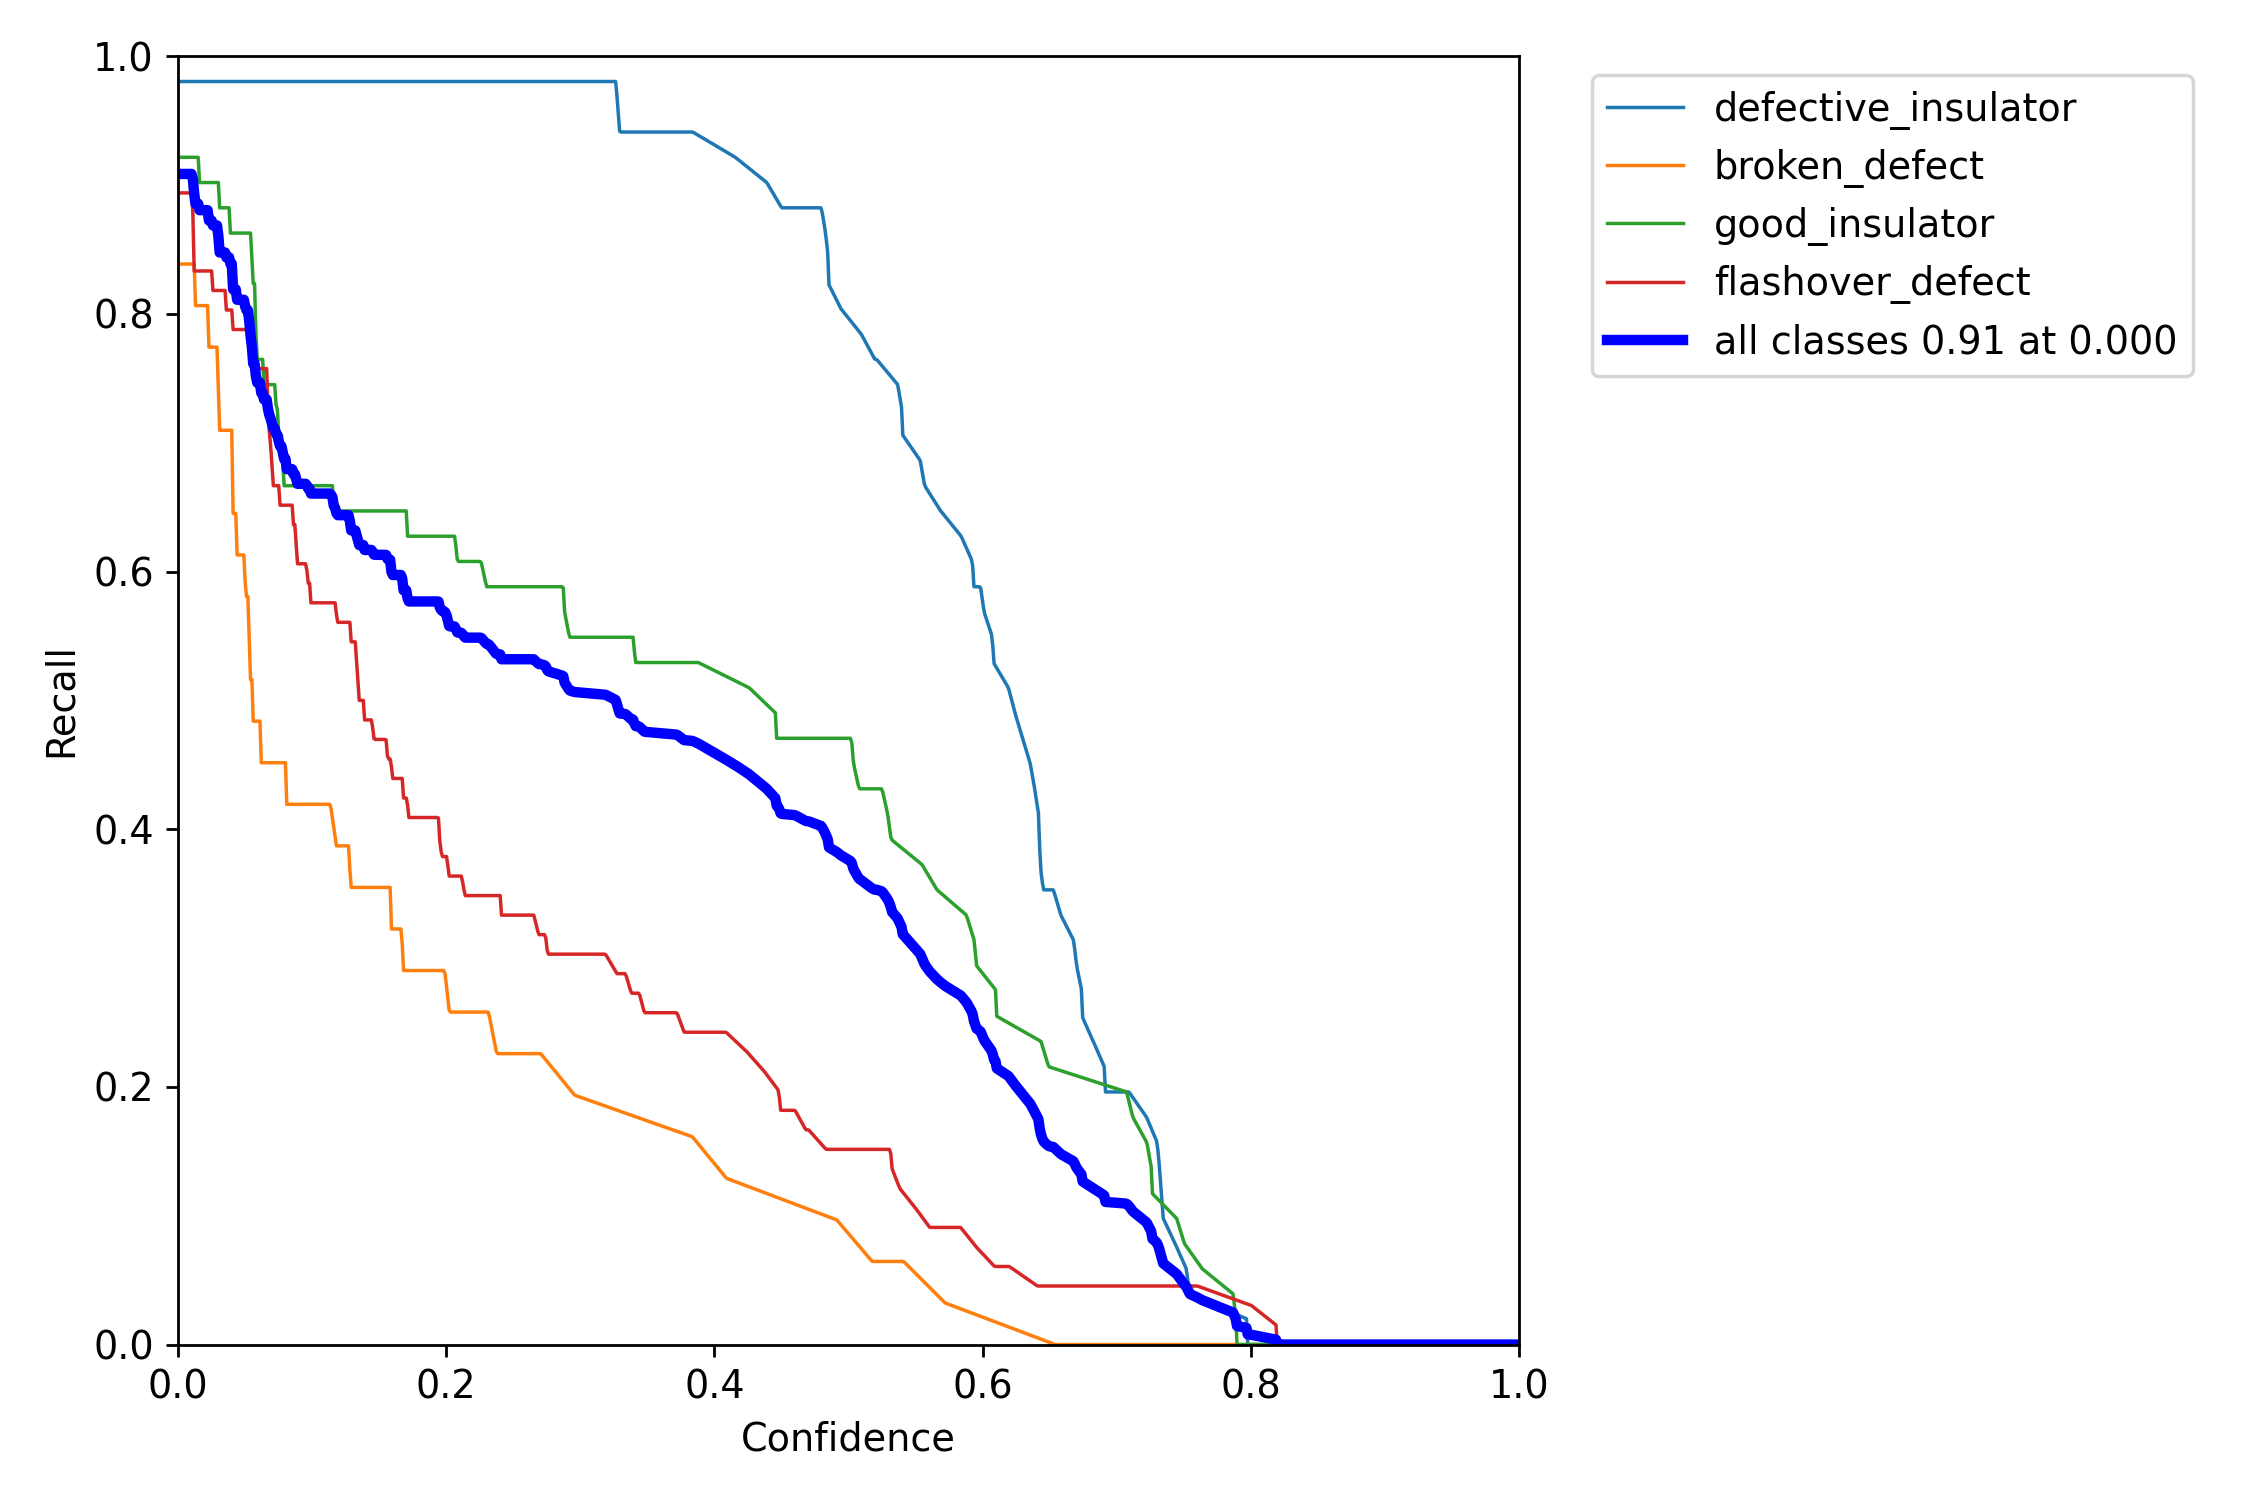 1.0
0.8
0.6
0.4
0.2
0.0
Recall
0.0 0.2 0.4 0.6 0.8 1.0
Confidence
defective_insulator
broken_defect
good_insulator
flashover_defect
all classes 0.91 at 0.000